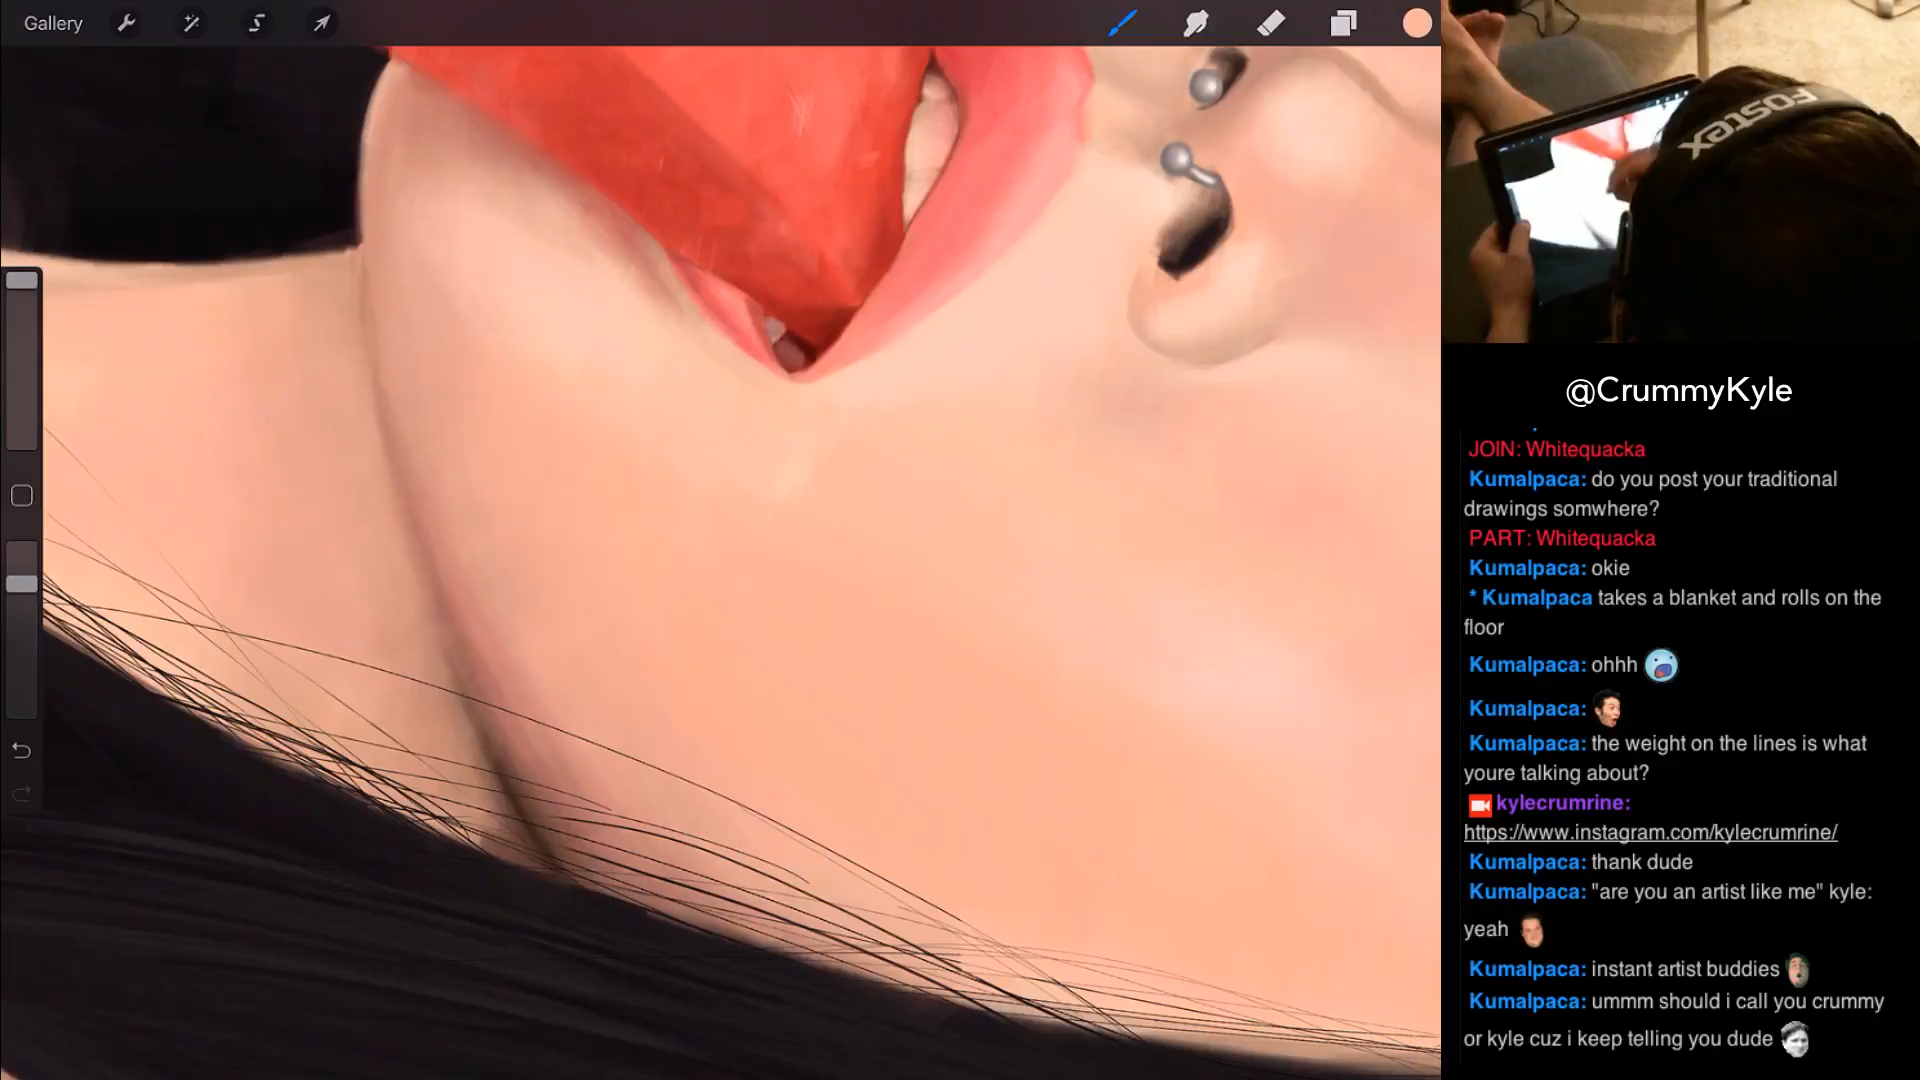 Gallery
FOSTEX
@CrummyKyle
JOIN: Whitequacka
Kumalpaca: do you post your traditional
drawings somwhere?
PART: Whitequacka
Kumalpaca: okie
* Kumalpaca takes a blanket and rolls on the
floor
Kumalpaca: ohhh
Kumalpaca:
Kumalpaca: the weight on the lines is what
youre talking about?
kylecrumrine:
https://www.instagram.com/kylecrumrine/
Kumalpaca: thank dude
Kumalpaca: "are you an artist like me" kyle:
yeah
Kumalpaca: instant artist buddies
Kumalpaca: ummm should i call you crummy
or kyle cuz i keep telling you dude